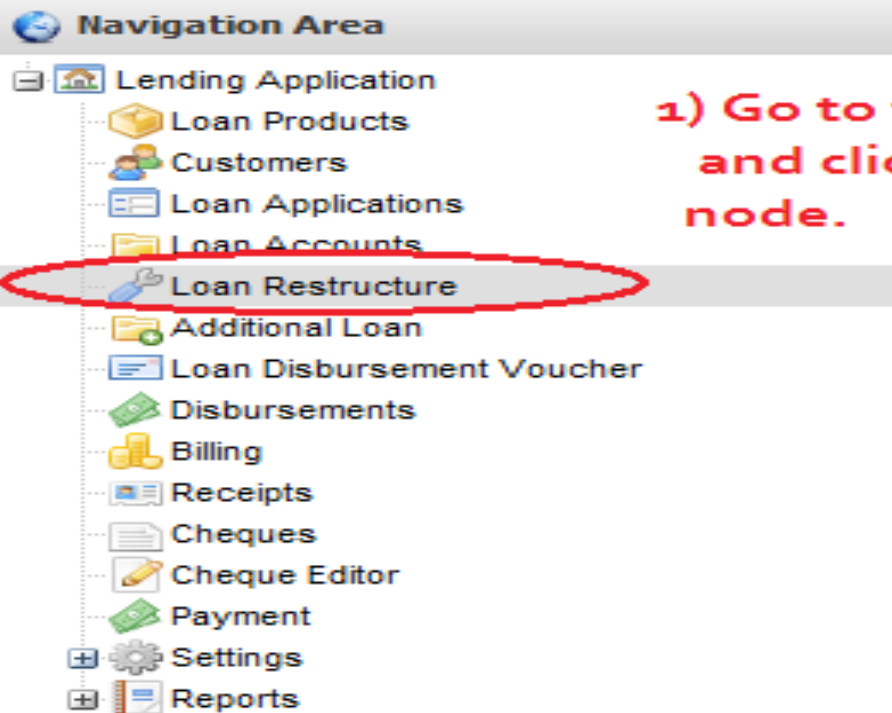 Navigation Area
Lending Application
Loan Products
Customers
Loan Applications
Loan Accounts
Loan Restructure
Additional Loan
Loan Disbursement Voucher
Disbursements
Billing
Receipts
Cheques
Cheque Editor
Payment
Settings
Reports
1) Go to
and
node.